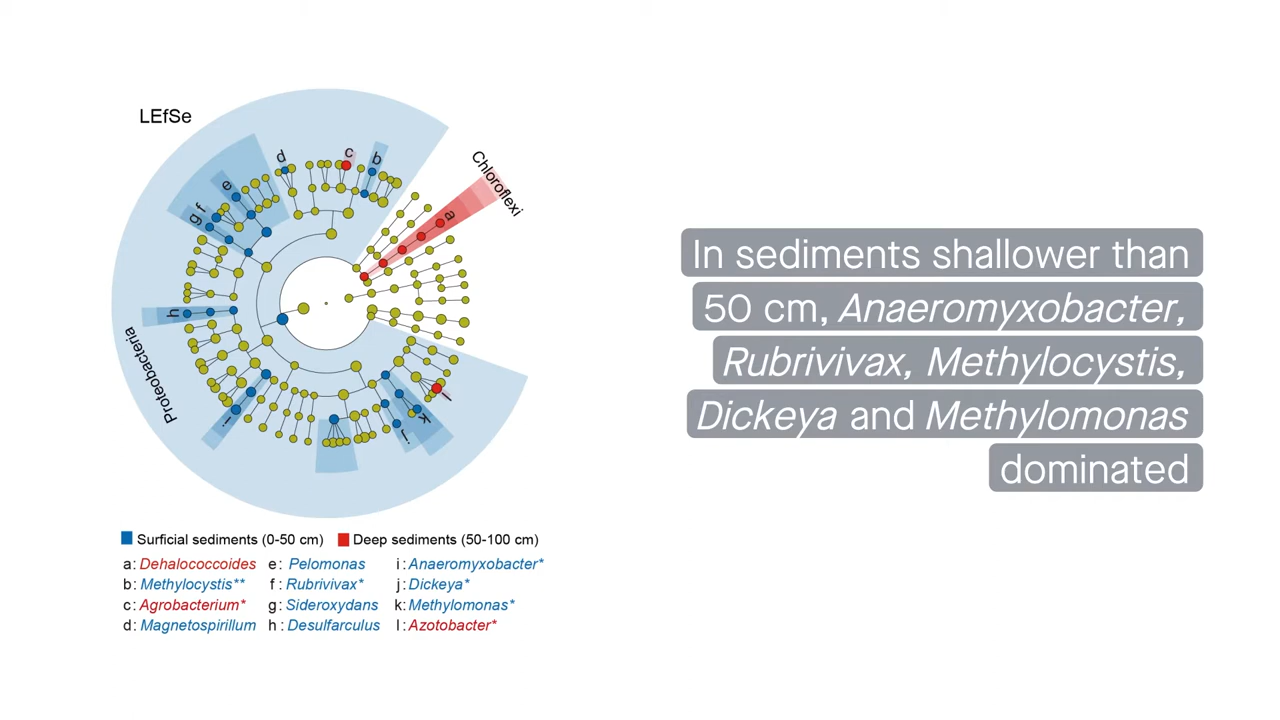 LEfSe
d
c
b
Chloroflexi
e
a
f
g
h
Proteobacteria
l
k
i
j
Surficial sediments (0-50 cm) Deep sediments (50-100 cm)
a: Dehalococcoides e: Pelomonas i: Anaeromyxobacter*
b: Methylocystis** f: Rubrivivax* j: Dickeya*
c: Agrobacterium* g: Sideroxydans k: Methylomonas*
d: Magnetospirillum h: Desulfarculus l: Azotobacter*
In sediments shallower than
50 cm, Anaeromyxobacter,
Rubrivivax, Methylocystis,
Dickeya and Methylomonas
dominated